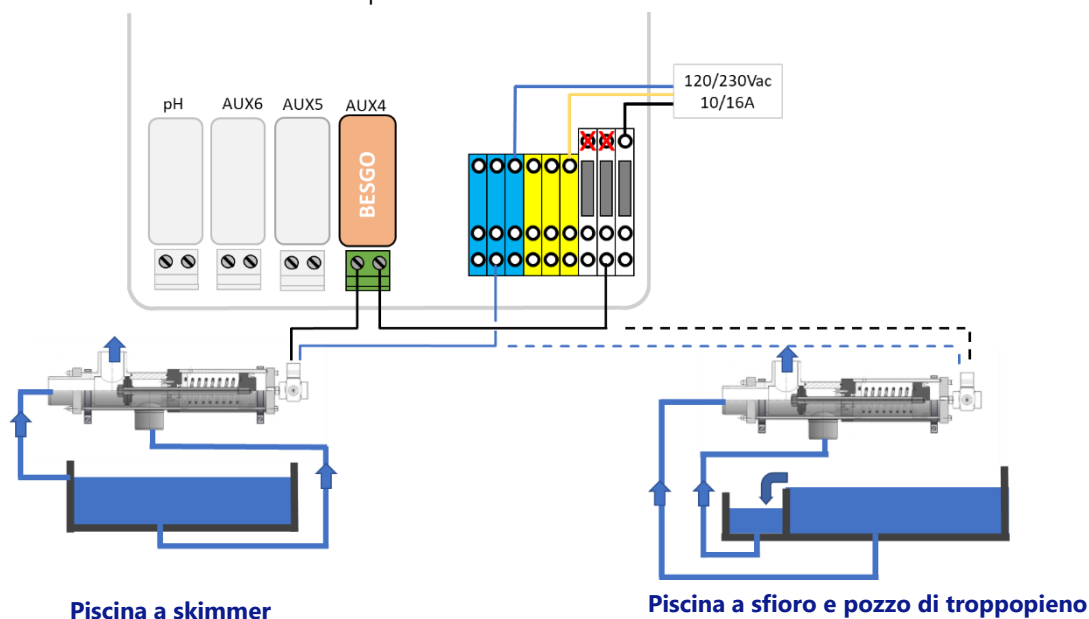 120/230Vac
10/16A
pH
AUX6
AUX5
AUX4
BESGO
Piscina a skimmer
Piscina a sfioro e pozzo di troppopieno